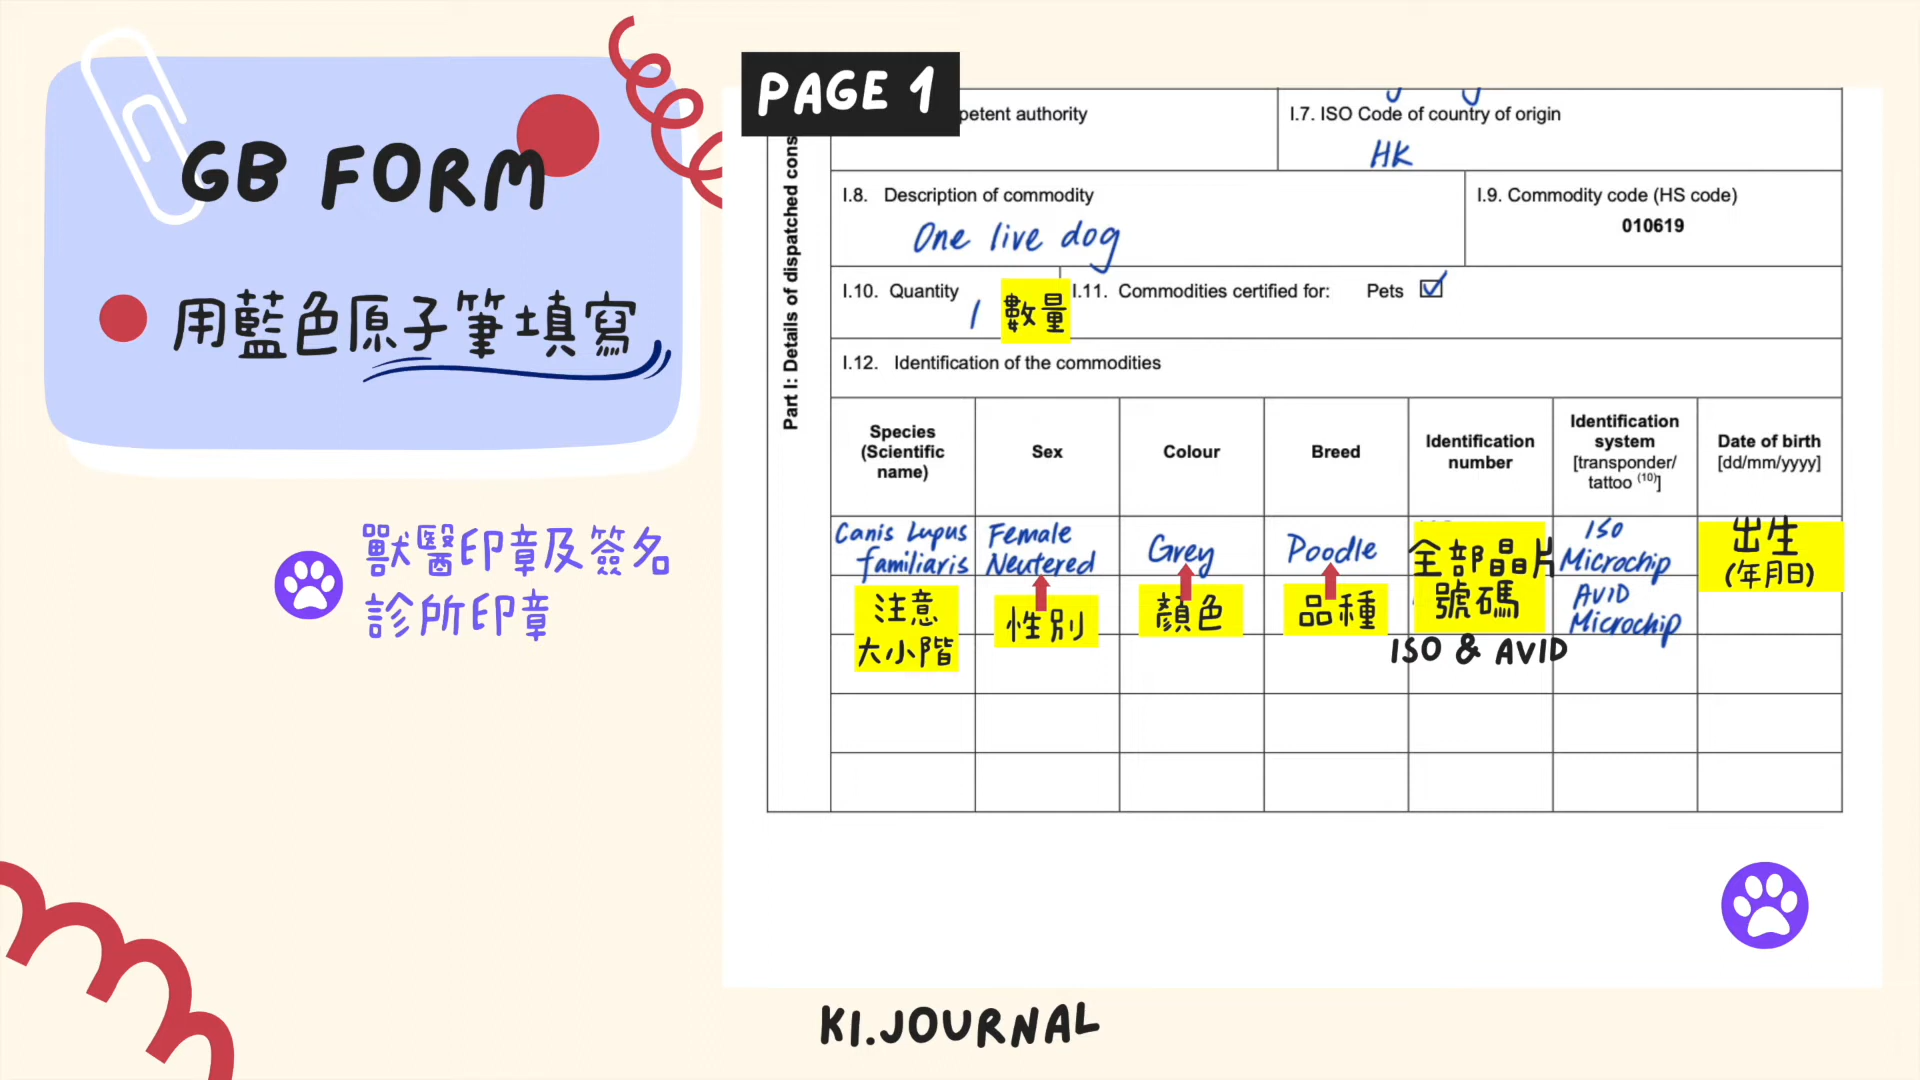 GB FORM
用藍色原子筆填寫
獸醫印章及簽名
診所印章
PAGE 1
petent authority
I.7. ISO Code of country of origin
HK
Part I: Details of dispatched cons
I.8. Description of commodity
One live dog
I.9. Commodity code (HS code)
010619
I.10. Quantity
1
數量
I.11. Commodities certified for: Pets
I.12. Identification of the commodities
Species (Scientific name)
Sex
Colour
Breed
Identification number
Identification system [transponder/ tattoo (10)]
Date of birth [dd/mm/yyyy]
Canis Lupus familiaris
Female Neutered
Grey
Poodle
全部晶片號碼
ISO Microchip
AVID Microchip
出生
(年月日)
注意
大小階
性別
顏色
品種
ISO & AVID
KI.JOURNAL